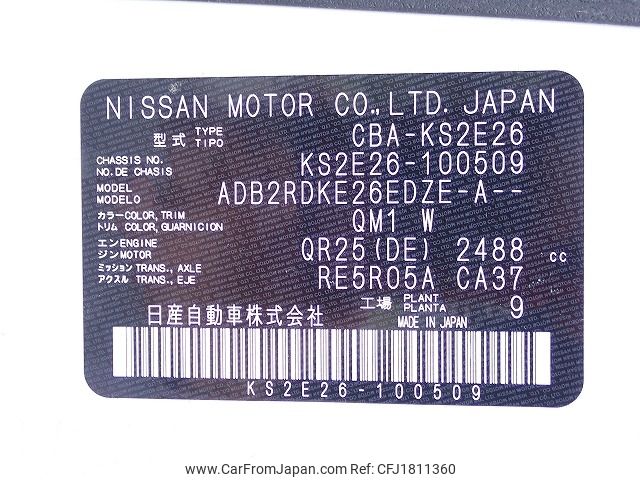 NISSAN MOTOR CO.,LTD. JAPAN
型式 TYPE TIPO CBA-KS2E26
CHASSIS NO. NO. DE CHASIS KS2E26-100509
MODEL MODELO ADB2RDKE26EDZE-A--
カラーCOLOR, TRIM QM1 W
トリム COLOR, GUARNICION
エンENGINE ジンMOTOR QR25(DE) 2488 cc
ミッション TRANS., AXLE RE5R05A CA37
アクスル TRANS., EJE
工場 PLANT PLANTA 9
日産自動車株式会社 MADE IN JAPAN
KS2E26-100509
www.CarFromJapan.com - CFJ1811360